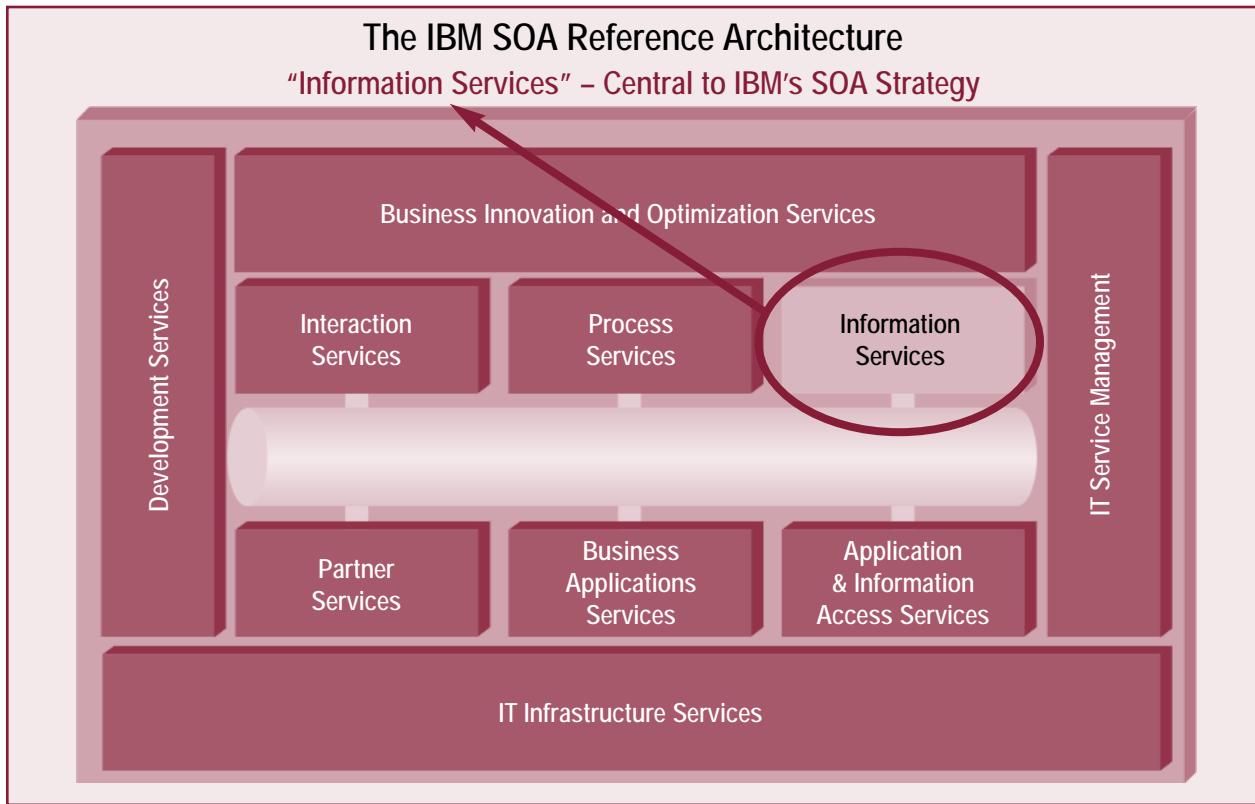 The IBM SOA Reference Architecture
“Information Services” – Central to IBM’s SOA Strategy
Development Services
Business Innovation and Optimization Services
IT Service Management
Interaction
Services
Process
Services
Information
Services
Partner
Services
Business
Applications
Services
Application
& Information
Access Services
IT Infrastructure Services